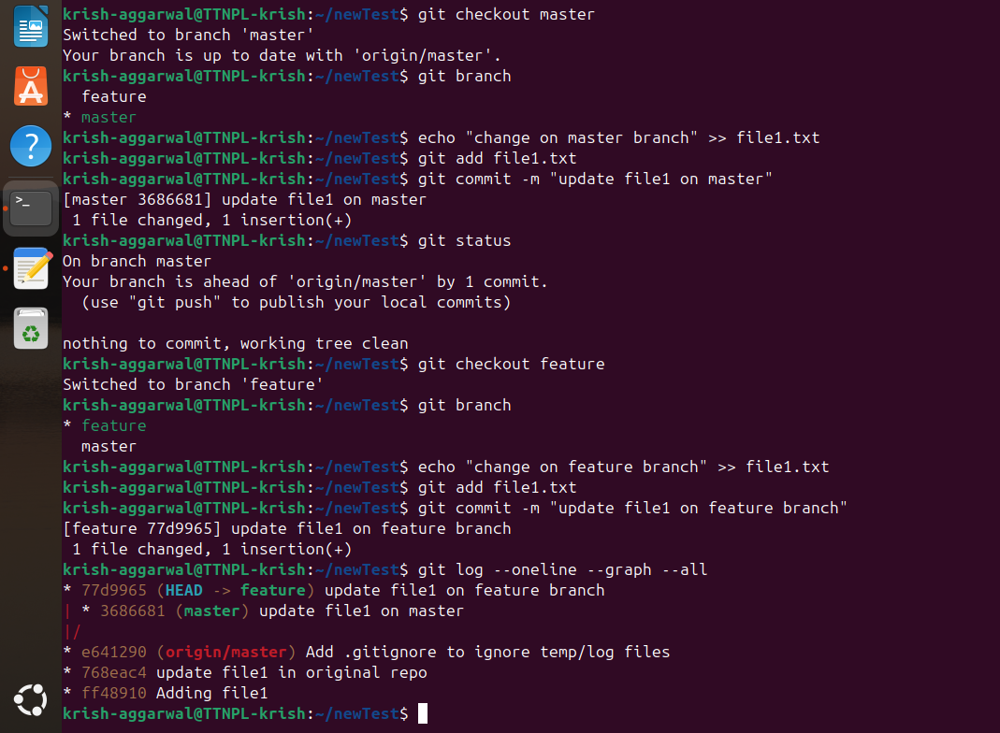 krish-aggarwal@TTNPL-krish:~/newTest$ git checkout master
Switched to branch 'master'
Your branch is up to date with 'origin/master'.
krish-aggarwal@TTNPL-krish:~/newTest$ git branch
  feature
* master
krish-aggarwal@TTNPL-krish:~/newTest$ echo "change on master branch" >> file1.txt
krish-aggarwal@TTNPL-krish:~/newTest$ git add file1.txt
krish-aggarwal@TTNPL-krish:~/newTest$ git commit -m "update file1 on master"
[master 3686681] update file1 on master
 1 file changed, 1 insertion(+)
krish-aggarwal@TTNPL-krish:~/newTest$ git status
On branch master
Your branch is ahead of 'origin/master' by 1 commit.
  (use "git push" to publish your local commits)

nothing to commit, working tree clean
krish-aggarwal@TTNPL-krish:~/newTest$ git checkout feature
Switched to branch 'feature'
krish-aggarwal@TTNPL-krish:~/newTest$ git branch
* feature
  master
krish-aggarwal@TTNPL-krish:~/newTest$ echo "change on feature branch" >> file1.txt
krish-aggarwal@TTNPL-krish:~/newTest$ git add file1.txt
krish-aggarwal@TTNPL-krish:~/newTest$ git commit -m "update file1 on feature branch"
[feature 77d9965] update file1 on feature branch
 1 file changed, 1 insertion(+)
krish-aggarwal@TTNPL-krish:~/newTest$ git log --oneline --graph --all
* 77d9965 (HEAD -> feature) update file1 on feature branch
| * 3686681 (master) update file1 on master
|/
* e641290 (origin/master) Add .gitignore to ignore temp/log files
* 768eac4 update file1 in original repo
* ff48910 Adding file1
krish-aggarwal@TTNPL-krish:~/newTest$